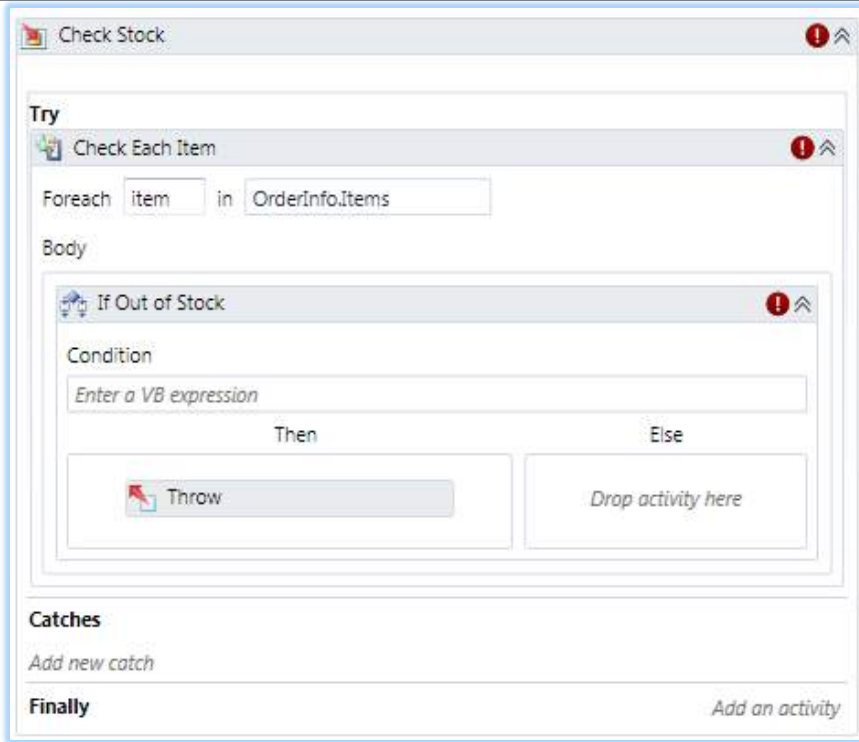 Check Stock
Try
Check Each Item
Foreach item in OrderInfo.Items
Body
If Out of Stock
Condition
Enter a VB expression
Then Else
Throw Drop activity here
Catches
Add new catch
Finally Add an activity